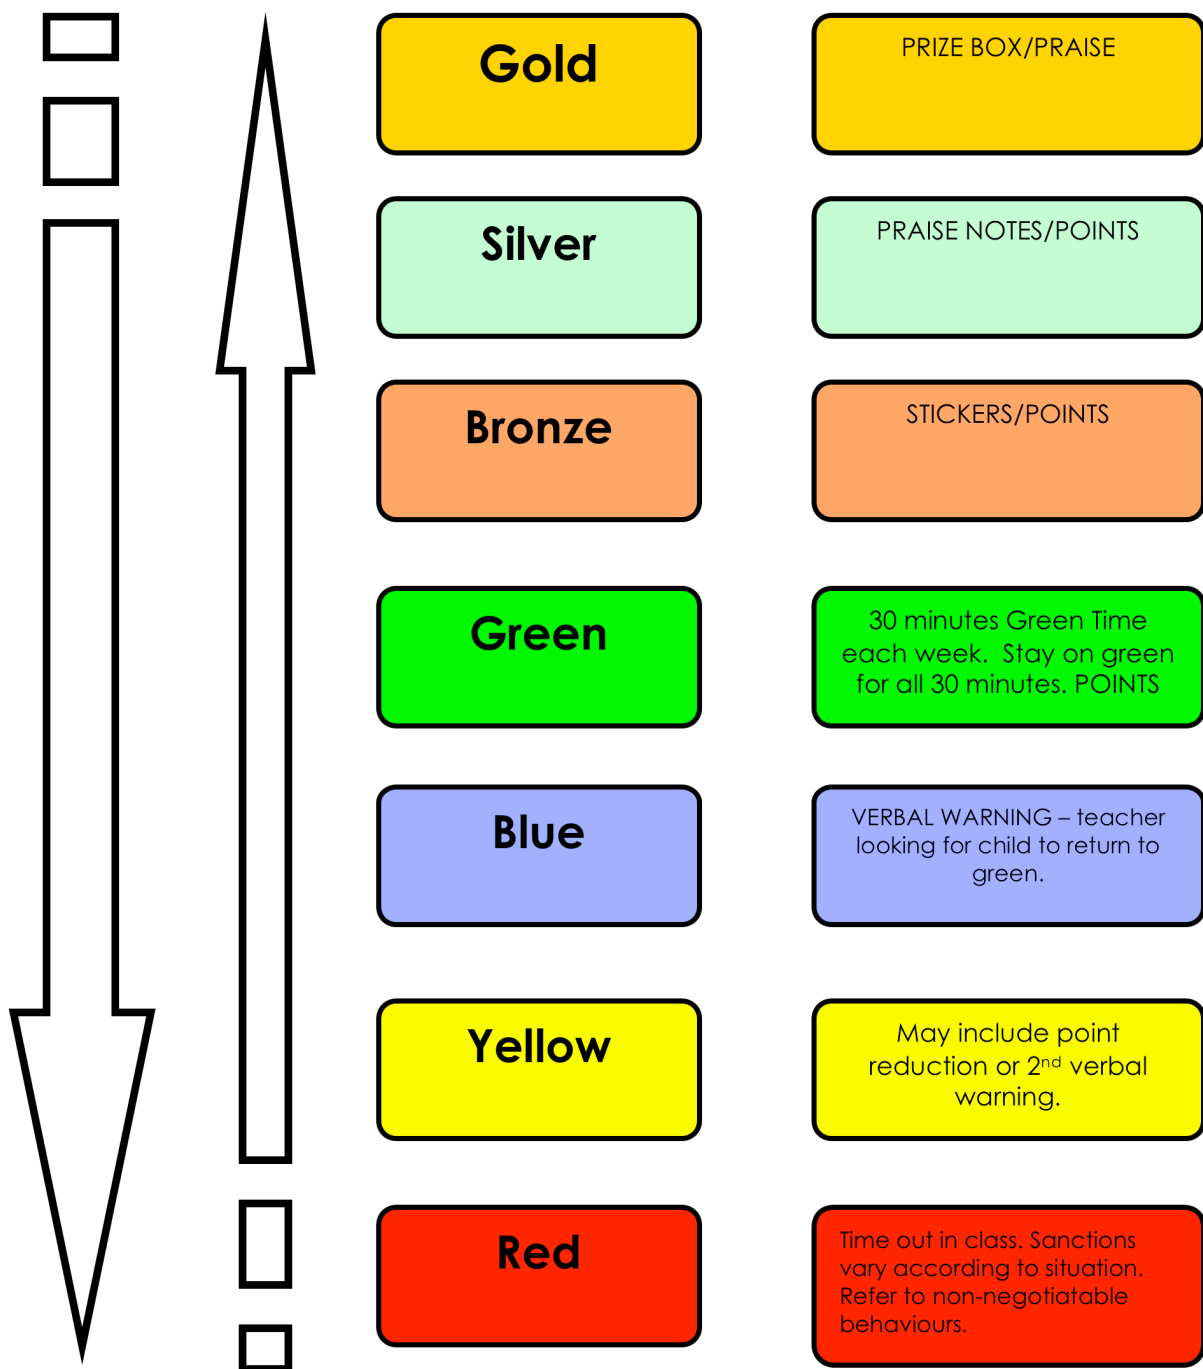 Gold
PRIZE BOX/PRAISE
Silver
PRAISE NOTES/POINTS
Bronze
STICKERS/POINTS
Green
30 minutes Green Time
each week.  Stay on green
for all 30 minutes. POINTS
Blue
VERBAL WARNING – teacher
looking for child to return to
green.
Yellow
May include point
reduction or 2nd verbal
warning.
Red
Time out in class. Sanctions
vary according to situation.
Refer to non-negotiatable
behaviours.